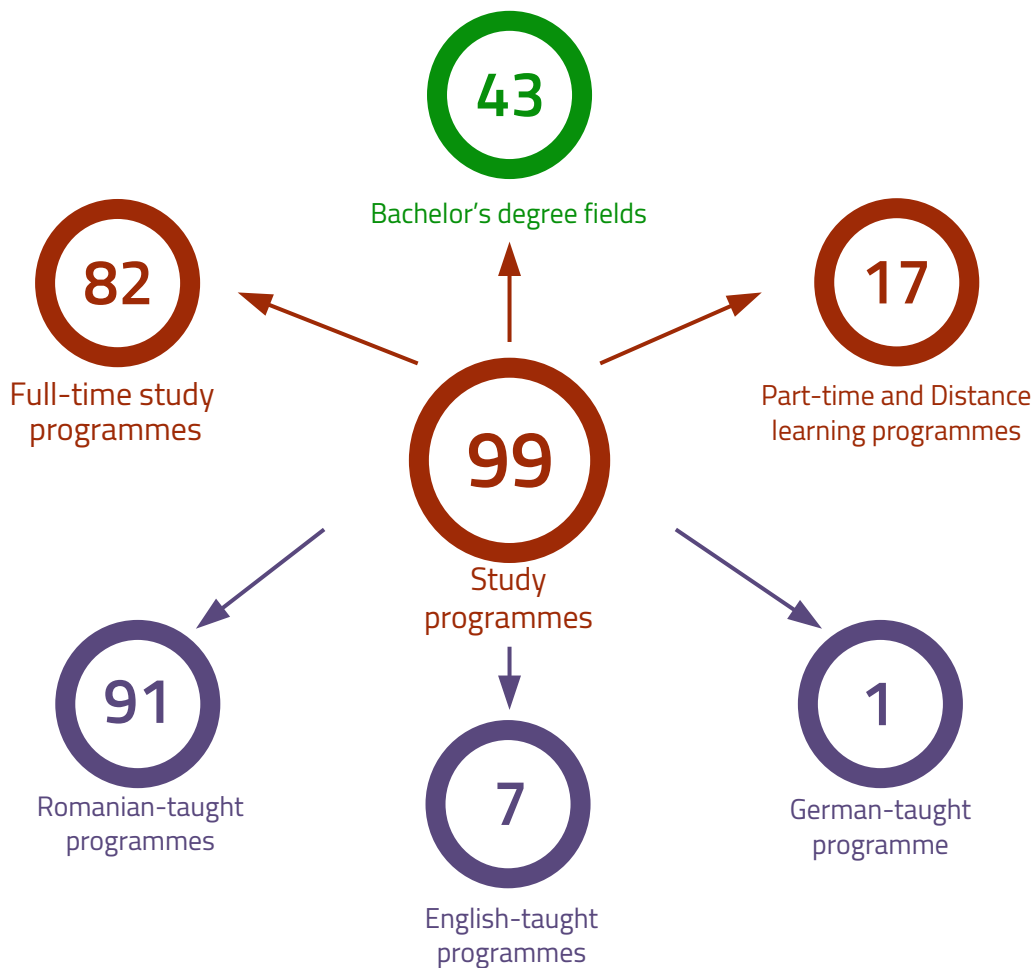 43
Bachelor’s degree fields
82
Full-time study
programmes
17
Part-time and Distance
learning programmes
99
Study
programmes
91
Romanian-taught
programmes
7
English-taught
programmes
1
German-taught
programme